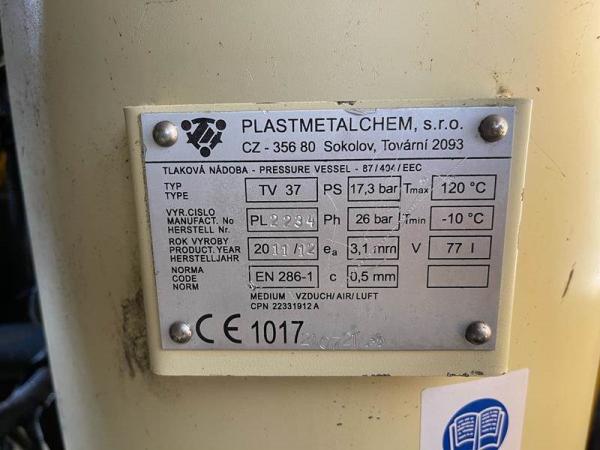 PLASTMETALCHEM, s.r.o.
CZ - 356 80 Sokolov, Tovární 2093
TLAKOVÁ NÁDOBA - PRESSURE VESSEL - 87/404/EEC
TYP
TYPE
TV 37
PS
17,3 bar
Tmax
120 °C
VYR.CISLO
MANUFACT. No
HERSTELL Nr.
PL2234
Ph
26 bar
Tmin
-10 °C
ROK VYROBY
PRODUCT. YEAR
HERSTELLJAHR
2011/12
ea
3,1 mm
V
77 l
NORMA
CODE
NORM
EN 286-1
c
0,5 mm
MEDIUM VZDUCH/AIR/LUFT
CPN 22331912 A
CE 1017